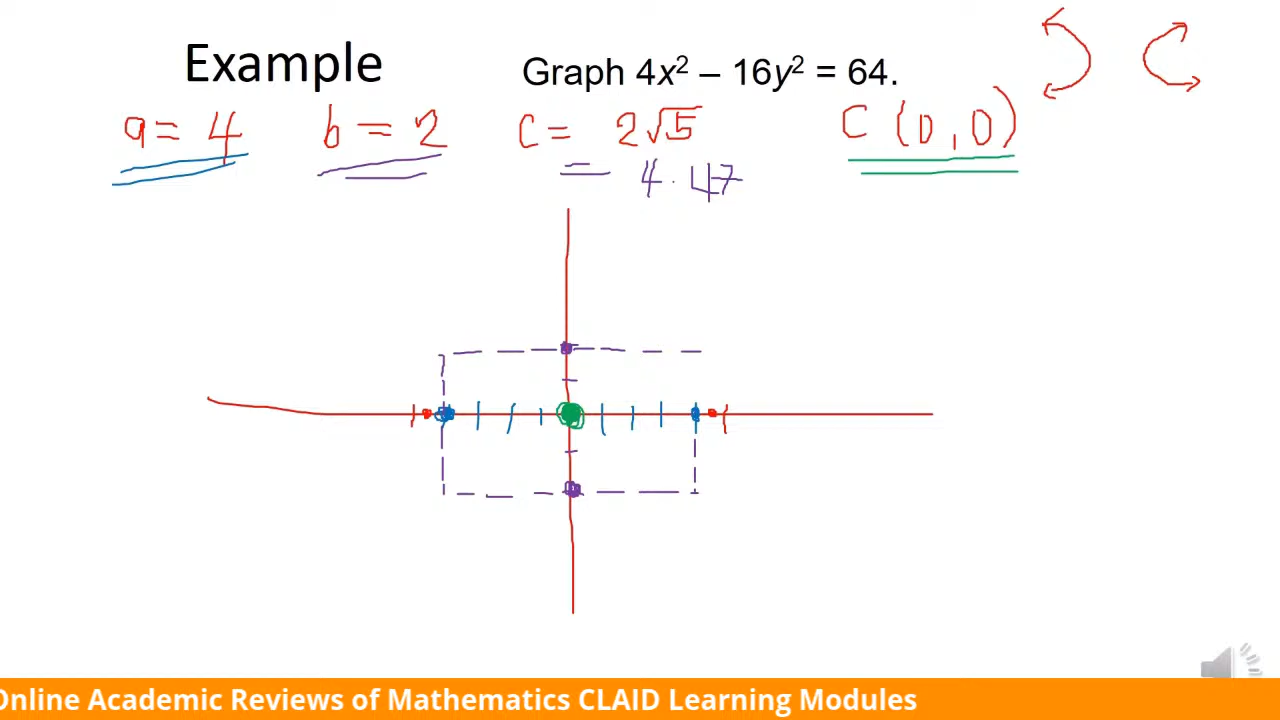 Example
Graph 4x² – 16y² = 64.
a = 4 b = 2 c = 2√5 C (0, 0)
= 4.47
Online Academic Reviews of Mathematics CLAID Learning Modules